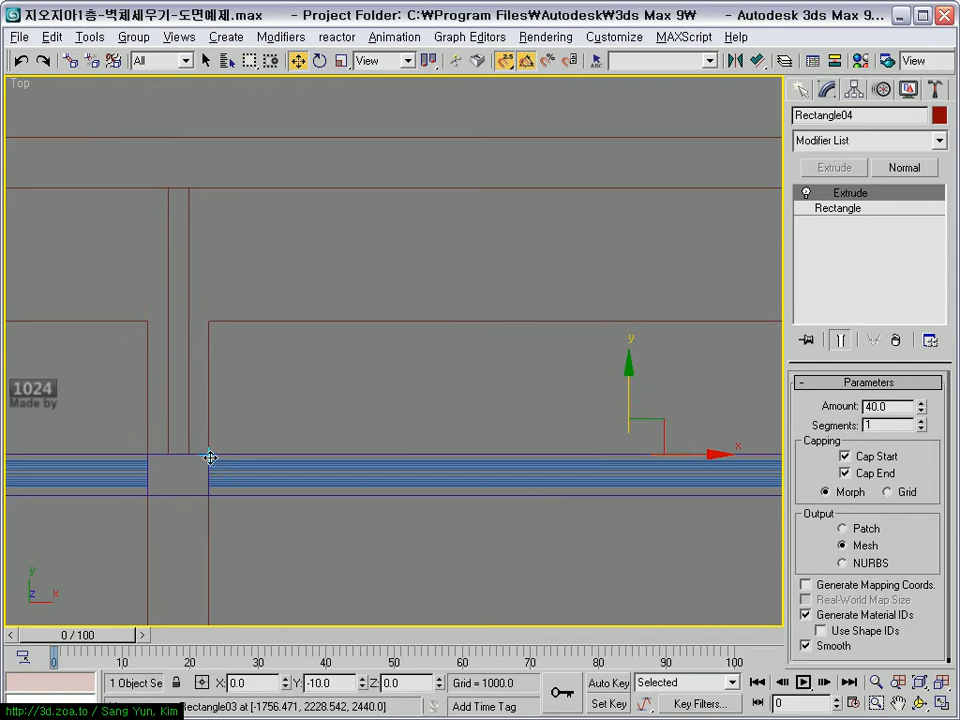 지오지아1층-벽체세우기-도면예제.max - Project Folder: C:₩Program Files₩Autodesk₩3ds Max 9₩ - Autodesk 3ds Max 9...
File Edit Tools Group Views Create Modifiers reactor Animation Graph Editors Rendering Customize MAXScript Help
All View View
Top
Rectangle04
Modifier List
Extrude Normal
Extrude
Rectangle
Parameters
Amount: 40.0
Segments: 1
Capping
Cap Start
Cap End
Morph Grid
Output
Patch
Mesh
NURBS
Generate Mapping Coords.
Real-World Map Size
Generate Material IDs
Use Shape IDs
Smooth
1024
Made by
y
x
y
z x
0 / 100
0 10 20 30 40 50 60 70 80 90 100
1 Object Se X: 0.0 Y: -10.0 Z: 0.0 Grid = 1000.0 Auto Key Selected
Rectangle03 at [-1756.471, 2228.542, 2440.0] Add Time Tag Set Key Key Filters... 0
http://3d.zoa.to / Sang Yun, Kim